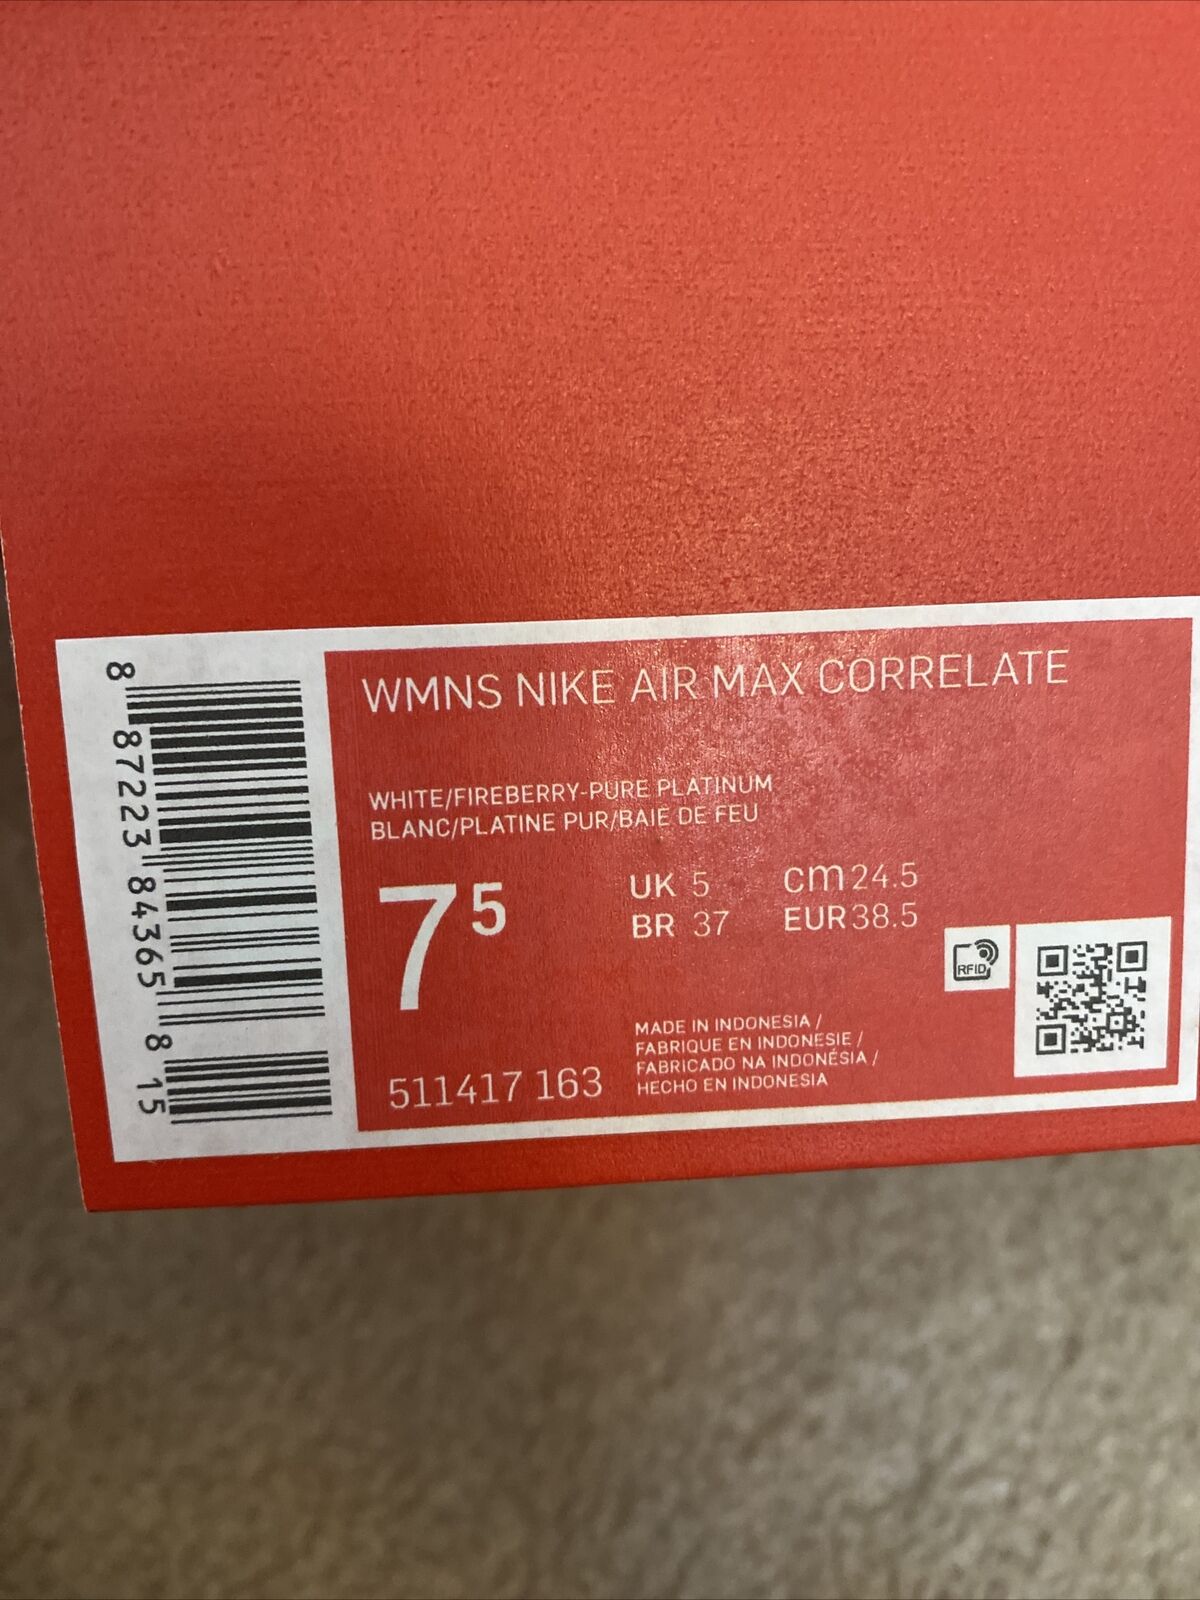 WMNS NIKE AIR MAX CORRELATE
WHITE/FIREBERRY-PURE PLATINUM
BLANC/PLATINE PUR/BAIE DE FEU
7 5
UK 5 cm 24.5
BR 37 EUR 38.5
RFID
MADE IN INDONESIA /
FABRIQUE EN INDONESIE /
FABRICADO NA INDONÉSIA /
HECHO EN INDONESIA
511417 163
8 87223 84365 8 15